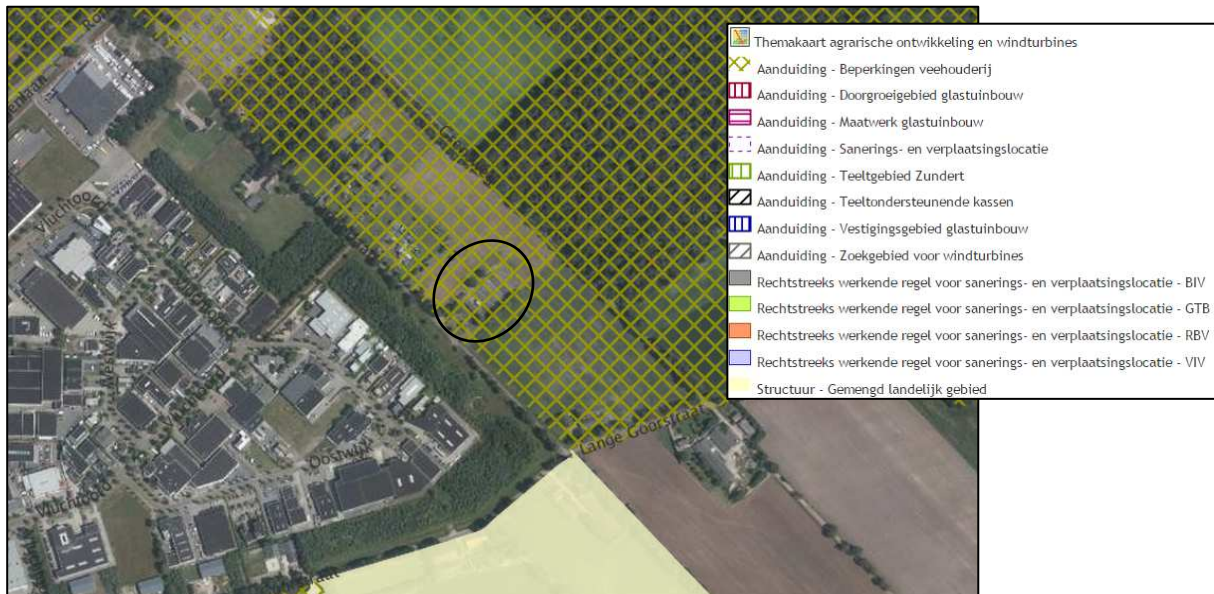 Themakaart agrarische ontwikkeling en windturbines
Aanduiding - Beperkingen veehouderij
Aanduiding - Doorgroeigebied glastuinbouw
Aanduiding - Maatwerk glastuinbouw
Aanduiding - Sanerings- en verplaatsingslocatie
Aanduiding - Teeltgebied Zundert
Aanduiding - Teeltondersteunende kassen
Aanduiding - Vestigingsgebied glastuinbouw
Aanduiding - Zoekgebied voor windturbines
Rechtstreeks werkende regel voor sanerings- en verplaatsingslocatie - BIV
Rechtstreeks werkende regel voor sanerings- en verplaatsingslocatie - GTB
Rechtstreeks werkende regel voor sanerings- en verplaatsingslocatie - RBV
Rechtstreeks werkende regel voor sanerings- en verplaatsingslocatie - VIV
Structuur - Gemengd landelijk gebied
Vluchtoord
Lange Goorstraat
Oostwijk
Vluchtoord